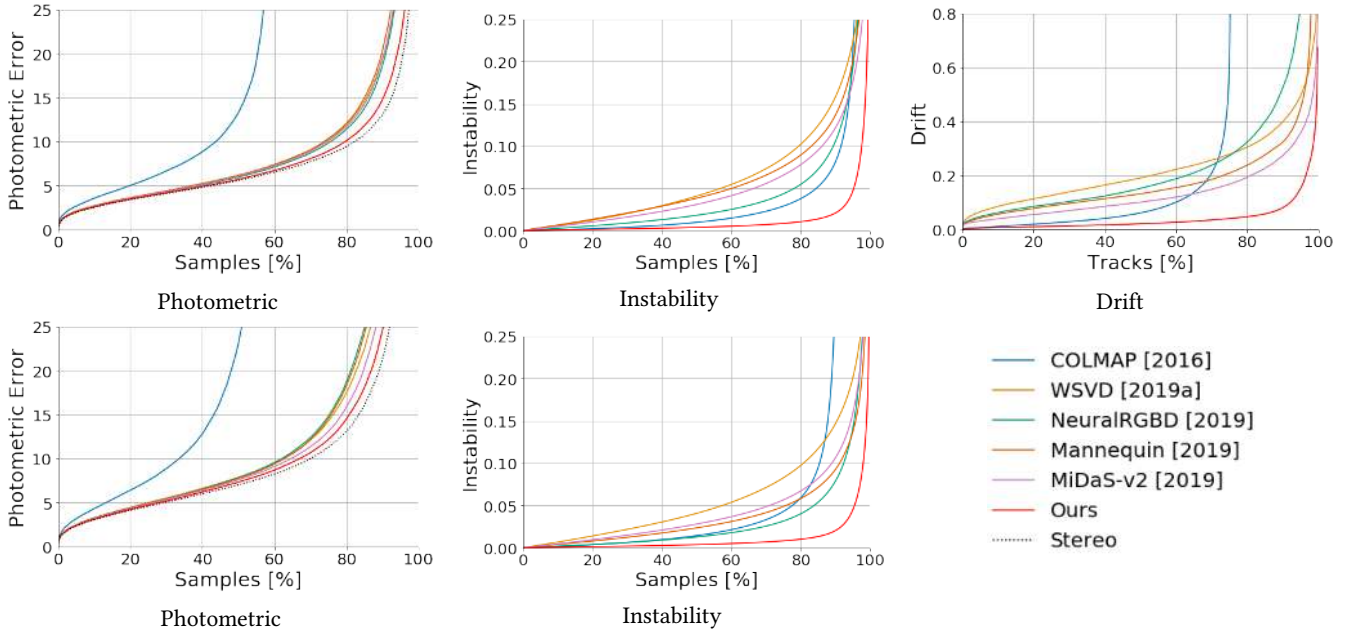 Photometric Error
25
20
15
10
5
0
0 20 40 60 80 100
Samples [%]
Photometric
Instability
0.25
0.20
0.15
0.10
0.05
0.00
0 20 40 60 80 100
Samples [%]
Instability
Drift
0.8
0.6
0.4
0.2
0.0
0 20 40 60 80 100
Tracks [%]
Drift
Photometric Error
25
20
15
10
5
0
0 20 40 60 80 100
Samples [%]
Photometric
Instability
0.25
0.20
0.15
0.10
0.05
0.00
0 20 40 60 80 100
Samples [%]
Instability
COLMAP [2016]
WSVD [2019a]
NeuralRGBD [2019]
Mannequin [2019]
MiDaS-v2 [2019]
Ours
Stereo